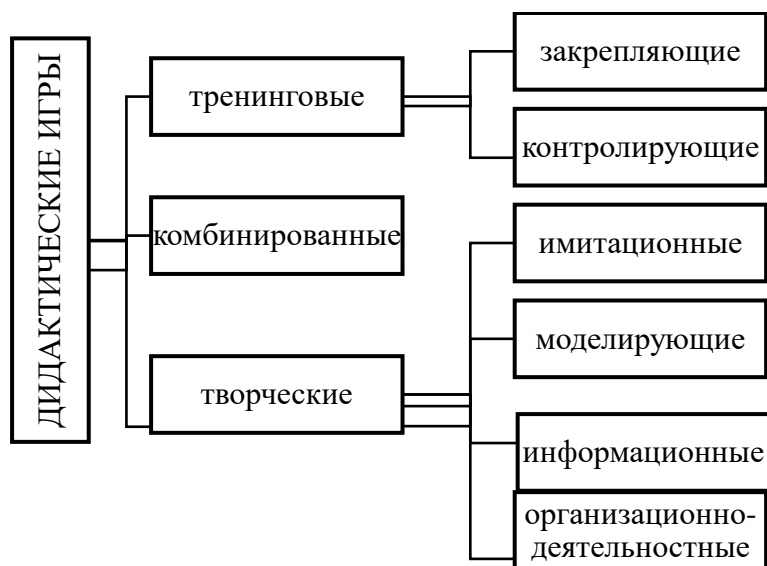 ДИДАКТИЧЕСКИЕ ИГРЫ
тренинговые
комбинированные
творческие
закрепляющие
контролирующие
имитационные
моделирующие
информационные
организационно-
деятельностные